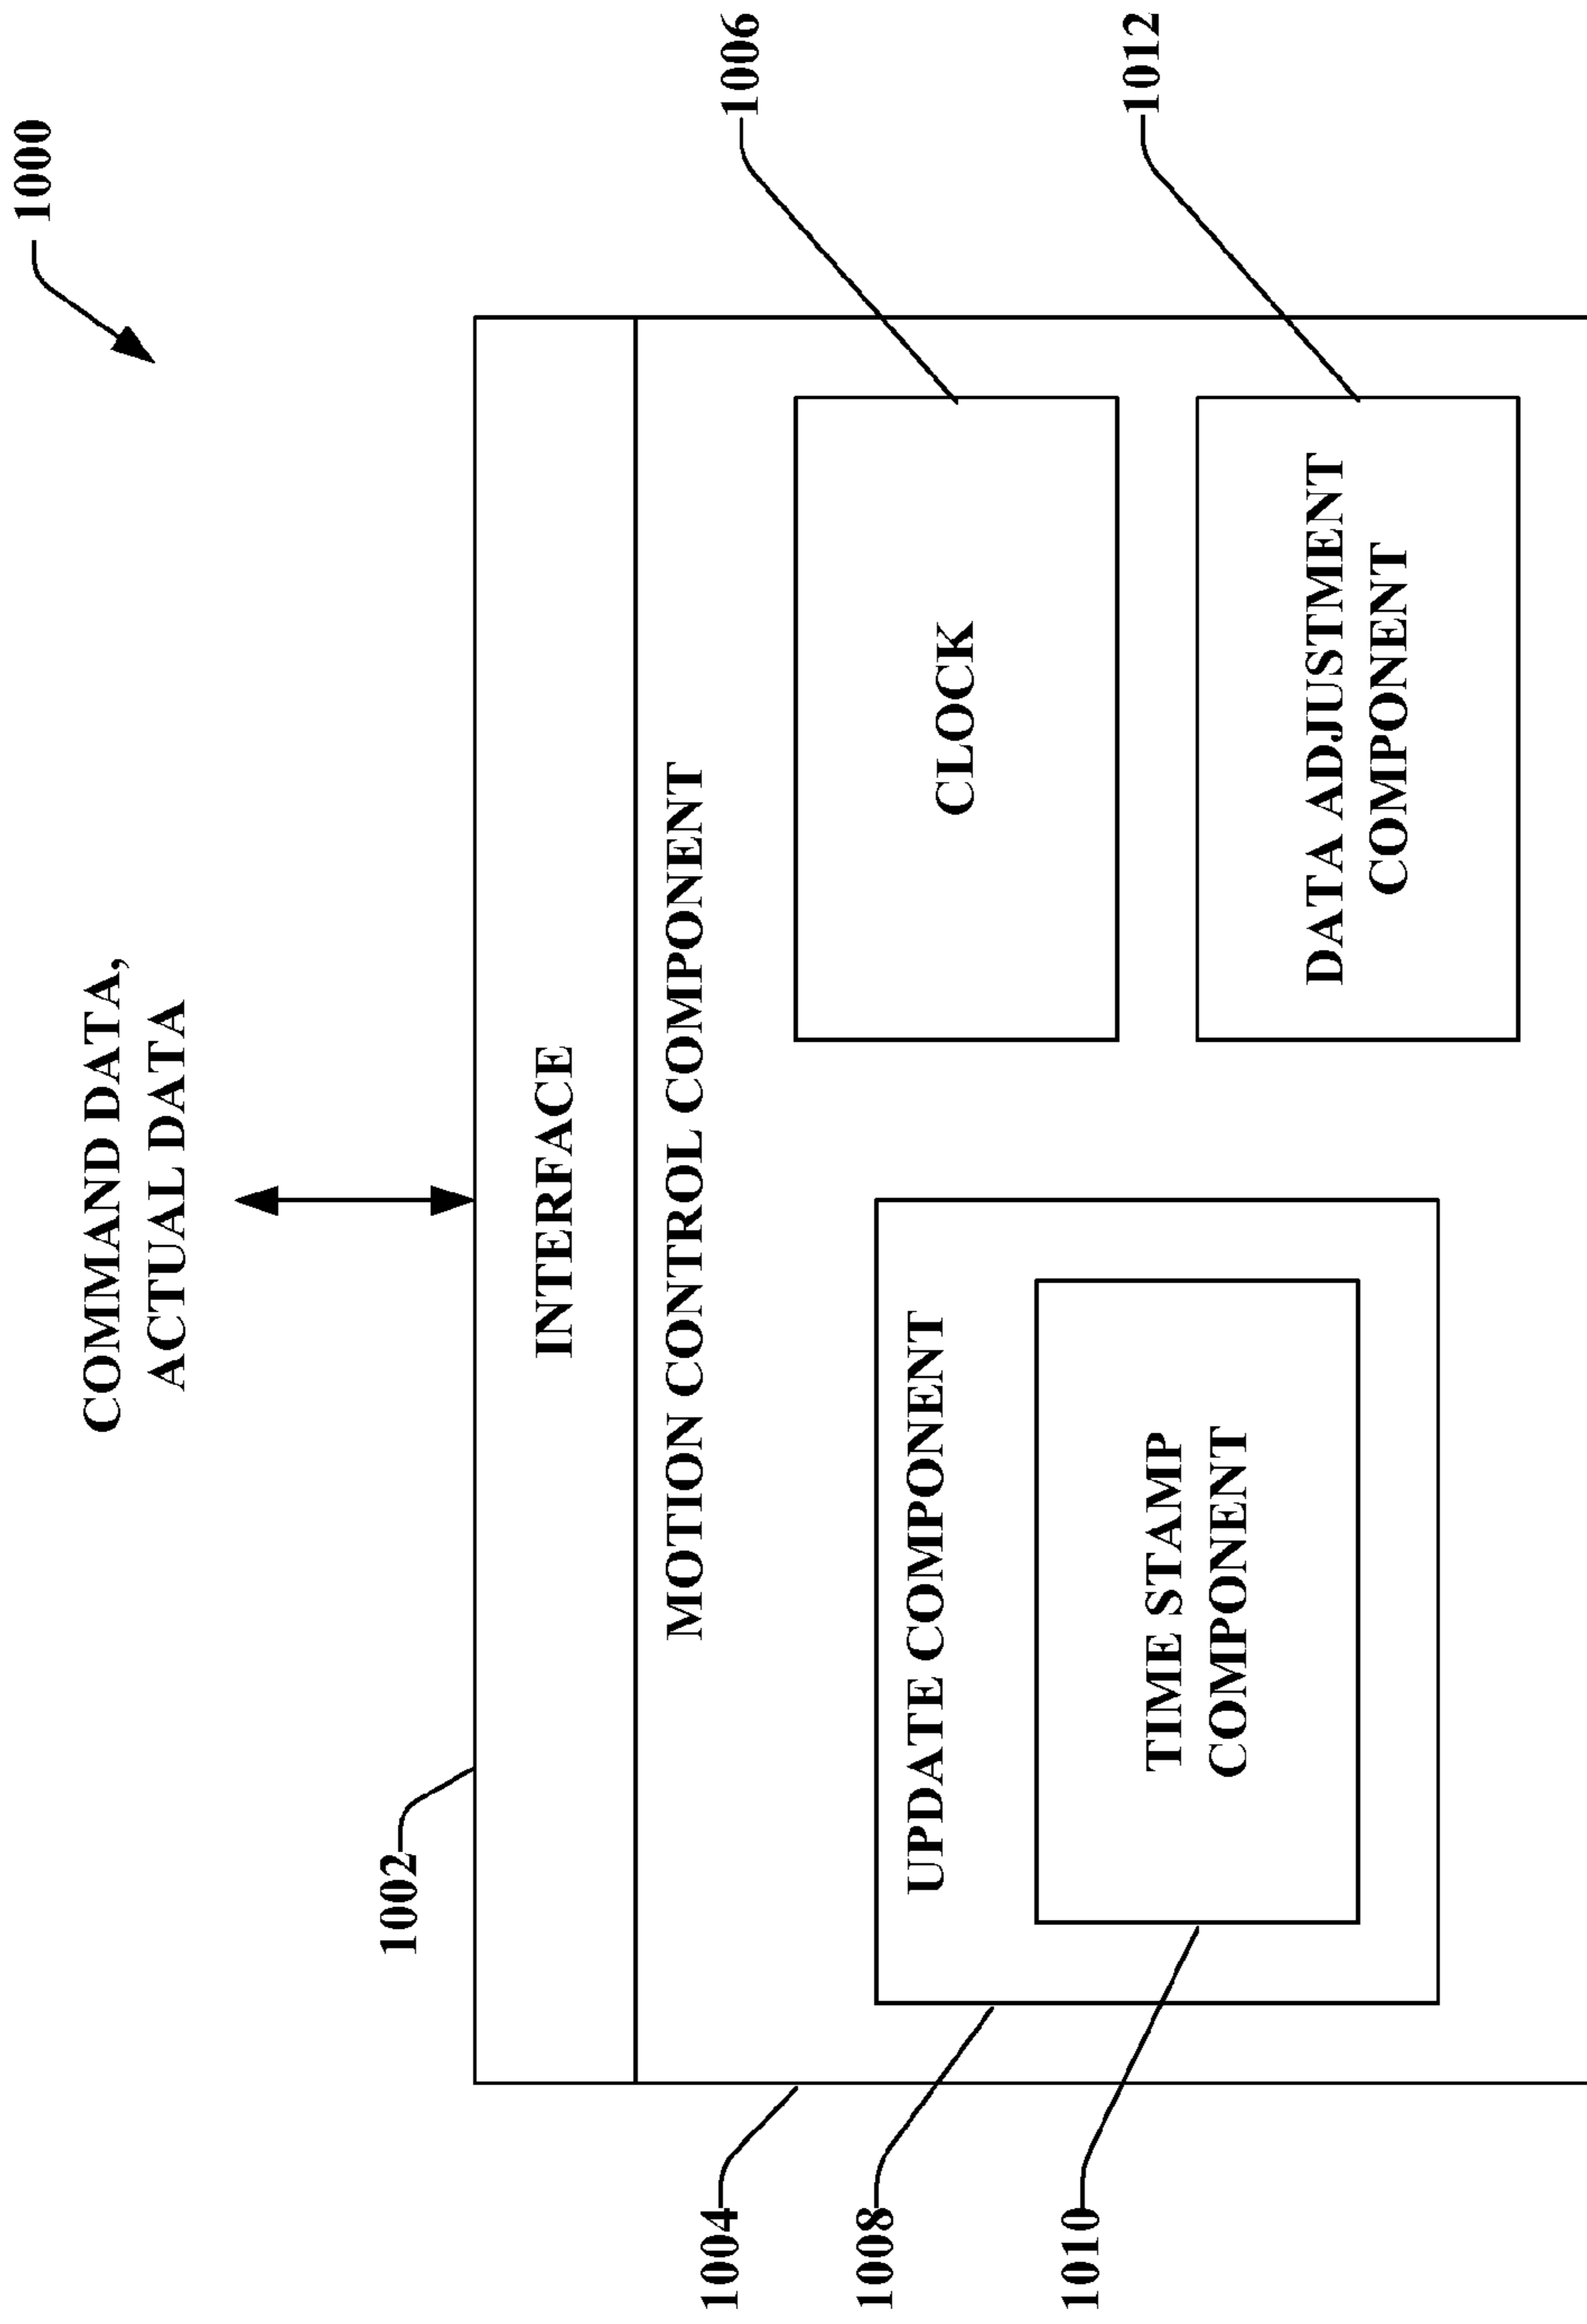 1000
COMMAND DATA,
ACTUAL DATA
1002
INTERFACE
1004
MOTION CONTROL COMPONENT
1006
1008
UPDATE COMPONENT
CLOCK
1010
TIME STAMP
COMPONENT
1012
DATA ADJUSTMENT
COMPONENT